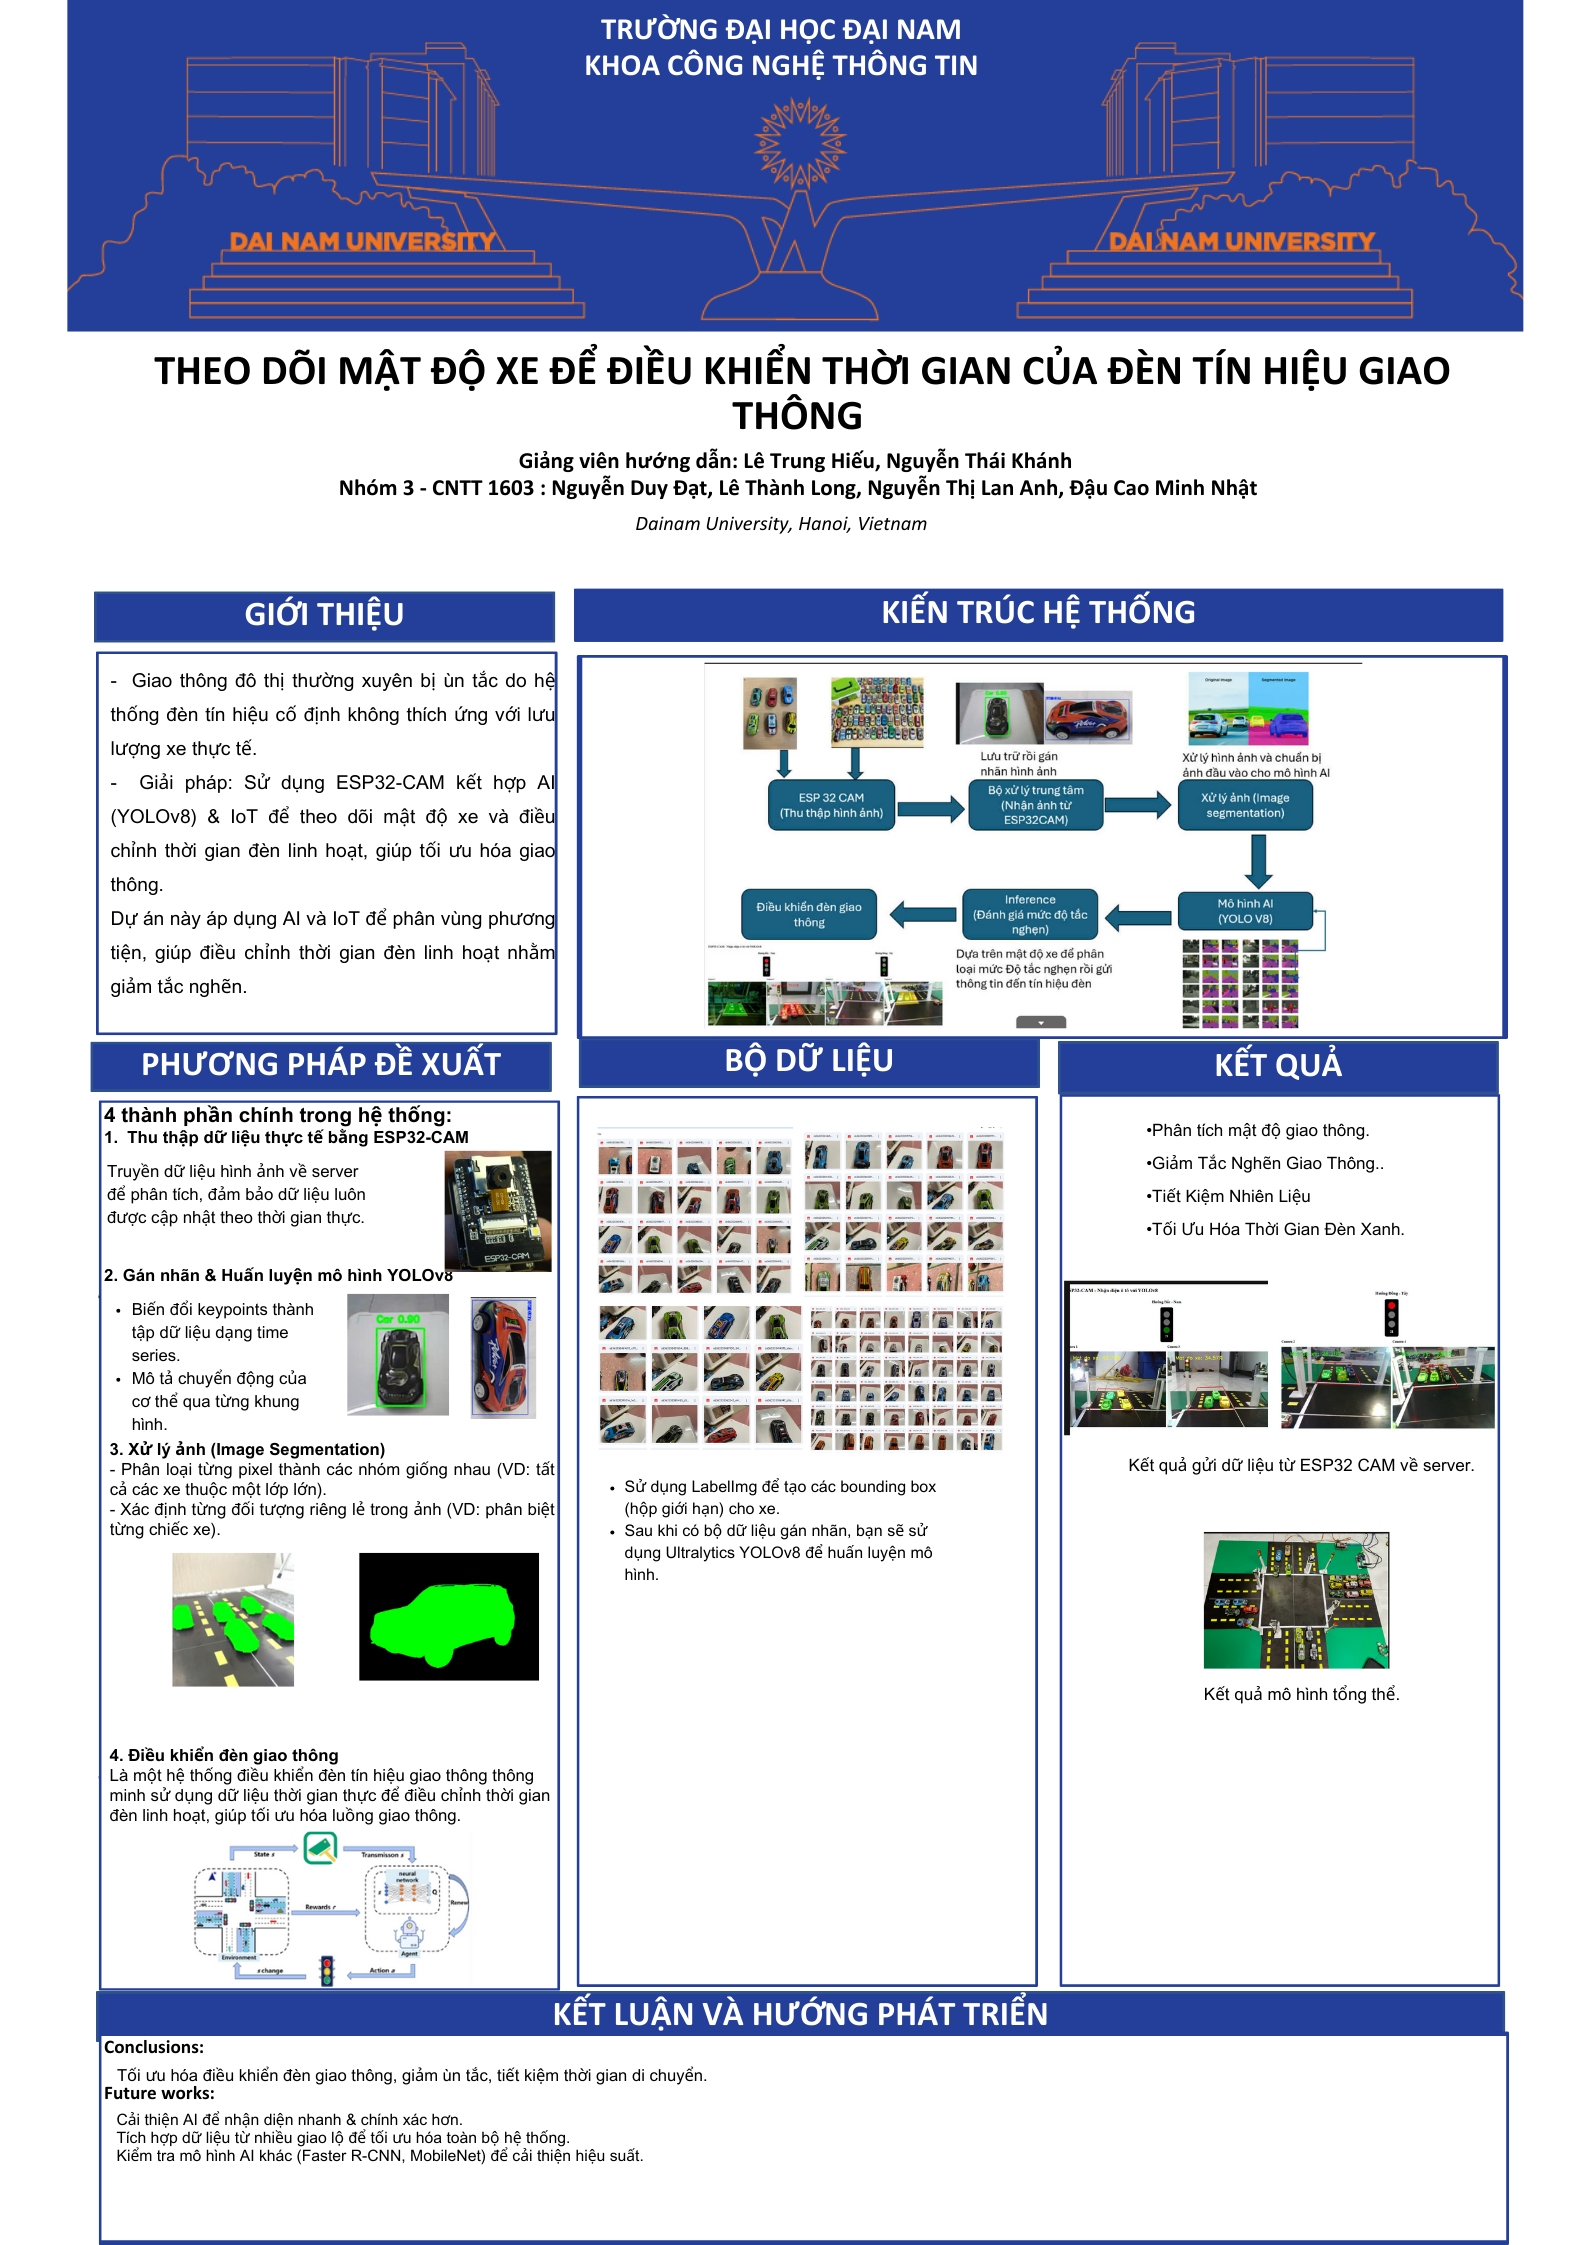 TRƯỜNG ĐẠI HỌC ĐẠI NAM
KHOA CÔNG NGHỆ THÔNG TIN
DAI NAM UNIVERSITY
DAI NAM UNIVERSITY
THEO DÕI MẬT ĐỘ XE ĐỂ ĐIỀU KHIỂN THỜI GIAN CỦA ĐÈN TÍN HIỆU GIAO
THÔNG
Giảng viên hướng dẫn: Lê Trung Hiếu, Nguyễn Thái Khánh
Nhóm 3 - CNTT 1603 : Nguyễn Duy Đạt, Lê Thành Long, Nguyễn Thị Lan Anh, Đậu Cao Minh Nhật
Dainam University, Hanoi, Vietnam
GIỚI THIỆU
- Giao thông đô thị thường xuyên bị ùn tắc do hệ
thống đèn tín hiệu cố định không thích ứng với lưu
lượng xe thực tế.
- Giải pháp: Sử dụng ESP32-CAM kết hợp AI
(YOLOv8) & IoT để theo dõi mật độ xe và điều
chỉnh thời gian đèn linh hoạt, giúp tối ưu hóa giao
thông.
Dự án này áp dụng AI và IoT để phân vùng phương
tiện, giúp điều chỉnh thời gian đèn linh hoạt nhằm
giảm tắc nghẽn.
KIẾN TRÚC HỆ THỐNG
Car 0.90
Original Image
Segmented Image
Lưu trữ rồi gán
nhãn hình ảnh
Xử lý hình ảnh và chuẩn bị
ảnh đầu vào cho mô hình AI
ESP 32 CAM
(Thu thập hình ảnh)
Bộ xử lý trung tâm
(Nhận ảnh từ
ESP32CAM)
Xử lý ảnh (Image
segmentation)
Điều khiển đèn giao
thông
Inference
(Đánh giá mức độ tắc
nghẹn)
Mô hình AI
(YOLO V8)
Dựa trên mật độ xe để phân
loại mức Độ tắc nghẹn rồi gửi
thông tin đến tín hiệu đèn
PHƯƠNG PHÁP ĐỀ XUẤT
4 thành phần chính trong hệ thống:
1. Thu thập dữ liệu thực tế bằng ESP32-CAM
Truyền dữ liệu hình ảnh về server
để phân tích, đảm bảo dữ liệu luôn
được cập nhật theo thời gian thực.
ESP32-CAM
2. Gán nhãn & Huấn luyện mô hình YOLOv8
• Biến đổi keypoints thành
tập dữ liệu dạng time
series.
• Mô tả chuyển động của
cơ thể qua từng khung
hình.
Car 0.90
3. Xử lý ảnh (Image Segmentation)
- Phân loại từng pixel thành các nhóm giống nhau (VD: tất
cả các xe thuộc một lớp lớn).
- Xác định từng đối tượng riêng lẻ trong ảnh (VD: phân biệt
từng chiếc xe).
4. Điều khiển đèn giao thông
Là một hệ thống điều khiển đèn tín hiệu giao thông thông
minh sử dụng dữ liệu thời gian thực để điều chỉnh thời gian
đèn linh hoạt, giúp tối ưu hóa luồng giao thông.
State s
Transmisson s
neural
network
s
Q
Renew
Rewards r
Agent
Environment
s change
Action a
BỘ DỮ LIỆU
• Sử dụng LabelImg để tạo các bounding box
(hộp giới hạn) cho xe.
• Sau khi có bộ dữ liệu gán nhãn, bạn sẽ sử
dụng Ultralytics YOLOv8 để huấn luyện mô
hình.
KẾT QUẢ
•Phân tích mật độ giao thông.
•Giảm Tắc Nghẽn Giao Thông..
•Tiết Kiệm Nhiên Liệu
•Tối Ưu Hóa Thời Gian Đèn Xanh.
Hướng Bắc - Nam
Hướng Đông - Tây
Kết quả gửi dữ liệu từ ESP32 CAM về server.
Kết quả mô hình tổng thể.
KẾT LUẬN VÀ HƯỚNG PHÁT TRIỂN
Conclusions:
Tối ưu hóa điều khiển đèn giao thông, giảm ùn tắc, tiết kiệm thời gian di chuyển.
Future works:
Cải thiện AI để nhận diện nhanh & chính xác hơn.
Tích hợp dữ liệu từ nhiều giao lộ để tối ưu hóa toàn bộ hệ thống.
Kiểm tra mô hình AI khác (Faster R-CNN, MobileNet) để cải thiện hiệu suất.